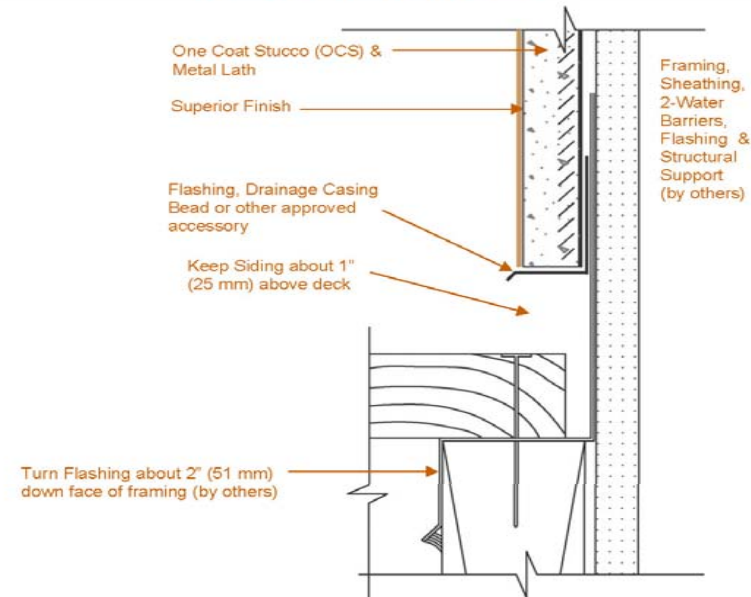 One Coat Stucco (OCS) &
Metal Lath
Superior Finish
Flashing, Drainage Casing
Bead or other approved
accessory
Keep Siding about 1"
(25 mm) above deck
Turn Flashing about 2" (51 mm)
down face of framing (by others)
Framing,
Sheathing,
2-Water
Barriers,
Flashing &
Structural
Support
(by others)